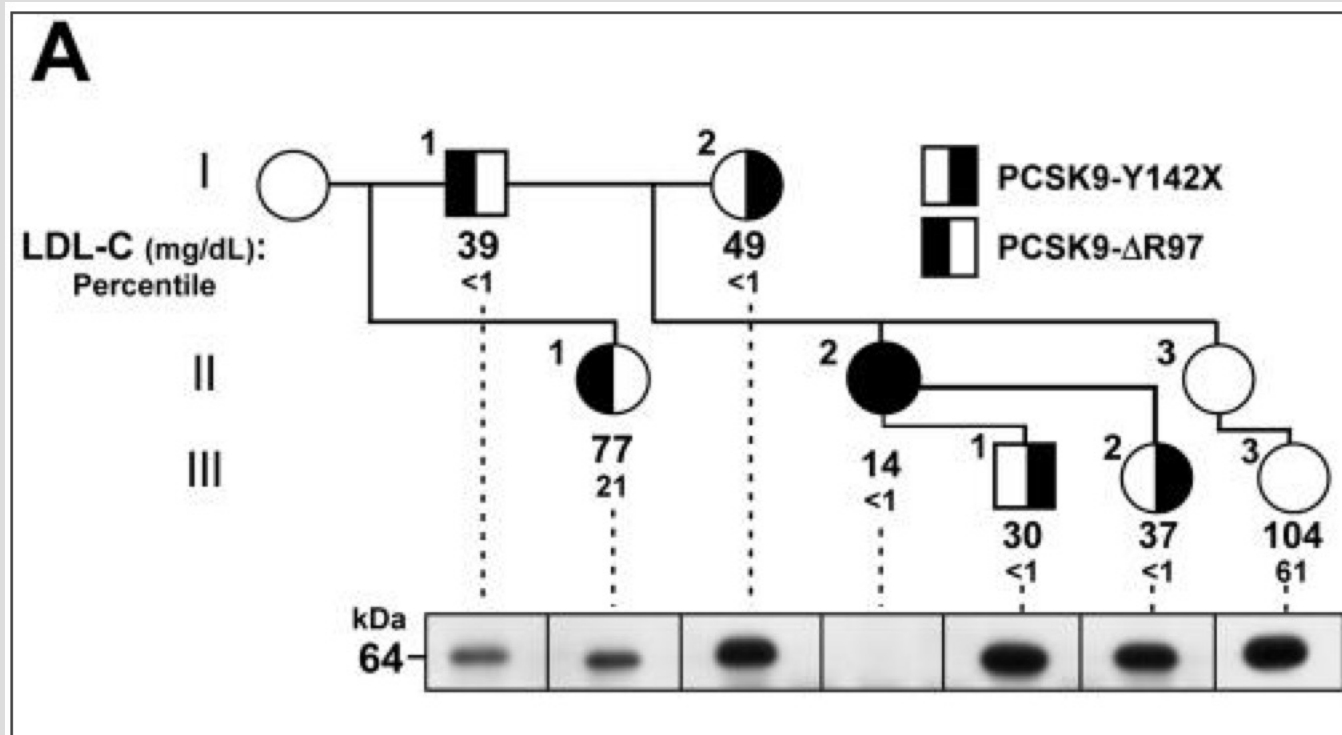 A
I
1
2
PCSK9-Y142X
PCSK9-ΔR97
LDL-C (mg/dL):
Percentile
39
<1
49
<1
II
1
2
3
III
77
21
14
<1
1
2
3
30
<1
37
<1
104
61
kDa
64